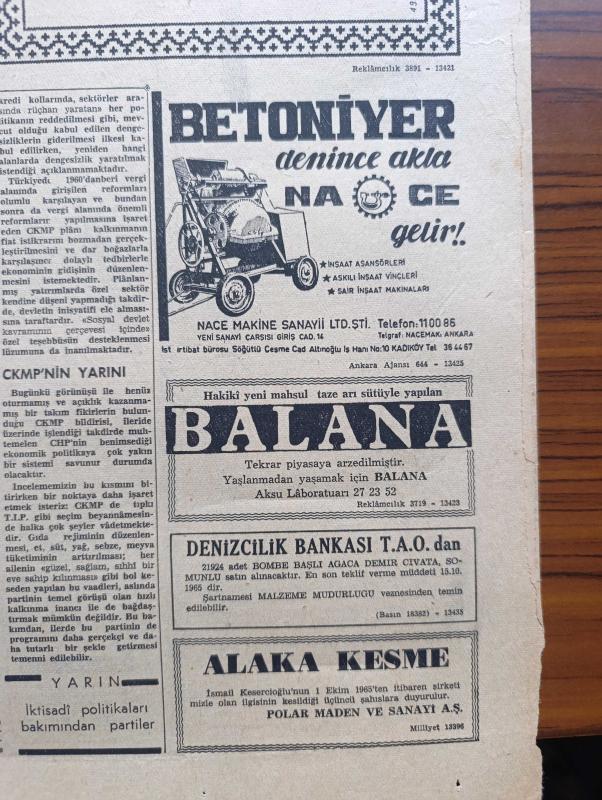 Reklâmcılık 3891 - 13421
aredi kollarında, sektörler ara-
sında rüçhan yaratan» her po-
litikanın reddedilmesi gibi, mev-
cut olduğu kabul edilen denge-
sizliklerin giderilmesi ilkesi ka-
bul edilirken, yeniden hangi
alanlarda dengesizlik yaratılmak
istendiği açıklanmamaktadır.
Türkiyedi 1960'danberi vergi
alanında girişilen reformları
olumlu karşılayan ve bundan
sonra da vergi alanında önemli
reformların yapılmasına işaret
eden CKMP plâm kalkınmanın
fiat istikrarını bozmadan gerçek-
leştirilmesini ve dar boğazlarla
karşılaşınca dolaylı tedbirlerle
ekonominin gidişinin düzenlen-
mesini istemektedir. Plânlan-
mış yatırımlarda özel sektör
kendine düşeni yapmadığı takdir-
de, devletin inisyatifi ele alması-
na taraftardır. «Sosyal devlet
kavramının çerçevesi içinde»
özel teşebbüsün desteklenmesi
lüzumuna da inanılmaktadır.
CKMP'NİN YARINI
Bugünkü görünüşü ile henüz
oturmamış ve açıklık kazanma-
mış bir takım fikirlerin bulun-
duğu CKMP bildirisi, ileride
üzerinde işlendiği takdirde muh-
temelen CHP'nin benimsediği
ekonomik politikaya çok yakın
bir sistemi savunur durumda
olacaktır.
İncelememizin bu kısmını bi-
tirirken bir noktaya daha işaret
etmek isteriz: CKMP de tıpkı
T.İ.P. gibi seçim beyannâmesin-
de halka çok şeyler vâdetmekte-
dir. Gıda rejiminin düzenlen-
mesi, et, süt, yağ, sebze, meyva
tüketiminin arttırılması; her
ailenin «güzel, sağlam, sıhhî bir
eve sahip kılınması» gibi bol ke-
seden yapılan bu vaadleri, aslında
partinin temel görüşü olan hızlı
kalkınma inancı ile de bağdaş-
tırmak mümkün değildir. Bu ba-
kımdan, ilerde bu partinin de
programını daha gerçekçi ve da-
ha tutarlı bir şekle getirmesi
temenni edilebilir.
YARIN
İktisadî politikaları
bakımından partiler
BETONİYER
denince akla
NA CE
gelir!!
★ İNŞAAT ASANSÖRLERİ
★ ASKILI İNŞAAT VİNÇLERİ
★ SAİR İNŞAAT MAKİNALARI
NACE MAKİNE SANAYİİ LTD.ŞTİ. Telefon: 11 00 86
YENİ SANAYİ ÇARŞISI GİRİŞ CAD. 14 Telgraf: NACEMAK. ANKARA
İst irtibat bürosu Söğütlü Çeşme Cad Altınoğlu İş Hanı No:10 KADIKÖY Tel 36 44 67
Ankara Ajansı 644 - 13425
Hakikî yeni mahsul taze arı sütüyle yapılan
BALANA
Tekrar piyasaya arzedilmiştir.
Yaşlanmadan yaşamak için BALANA
Aksu Lâboratuarı 27 23 52
Reklâmcılık 3719 - 13423
DENİZCİLİK BANKASI T.A.O. dan
21924 adet BOMBE BAŞLI AGACA DEMIR CIVATA, SO-
MUNLU satın alınacaktır. En son teklif verme müddeti 15.10.
1965 dir.
Şartnamesi MALZEME MUDURLUGU veznesinden temin
edilebilir.
(Basın 18382) - 13435
ALAKA KESME
İsmail Kesercioğlu'nun 1 Ekim 1965'ten itibaren şirketi
mizle olan ilgisinin kesildiği üçüncü şahıslara duyurulur.
POLAR MADEN VE SANAYİ A.Ş.
Milliyet 13396